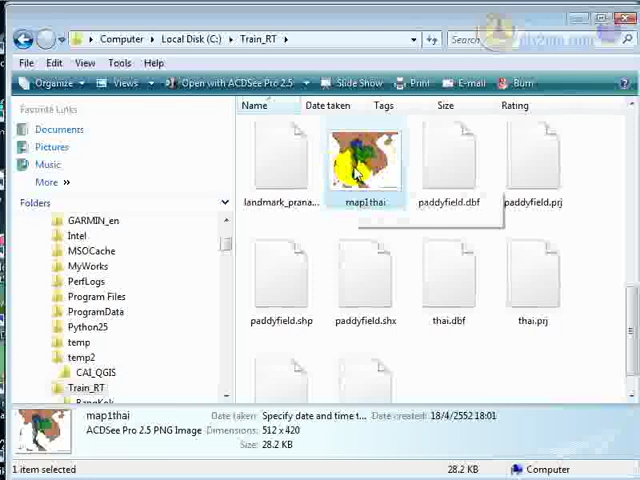 Computer ▸ Local Disk (C:) ▸ Train_RT ▸
Search
File Edit View Tools Help
Organize Views Open with ACDSee Pro 2.5 Slide Show Print E-mail Burn
Favorite Links
Documents
Pictures
Music
More »
Folders
GARMIN_en
Intel
MSOCache
MyWorks
PerfLogs
Program Files
ProgramData
Python25
temp
temp2
CAI_QGIS
Train_RT
BangKok
Name Date taken Tags Size Rating
landmark_prana... map1thai paddyfield.dbf paddyfield.prj
paddyfield.shp paddyfield.shx thai.dbf thai.prj
map1thai Date taken: Specify date and time t... Date created: 18/4/2552 18:01
ACDSee Pro 2.5 PNG Image Dimensions: 512 x 420
Size: 28.2 KB
1 item selected 28.2 KB Computer